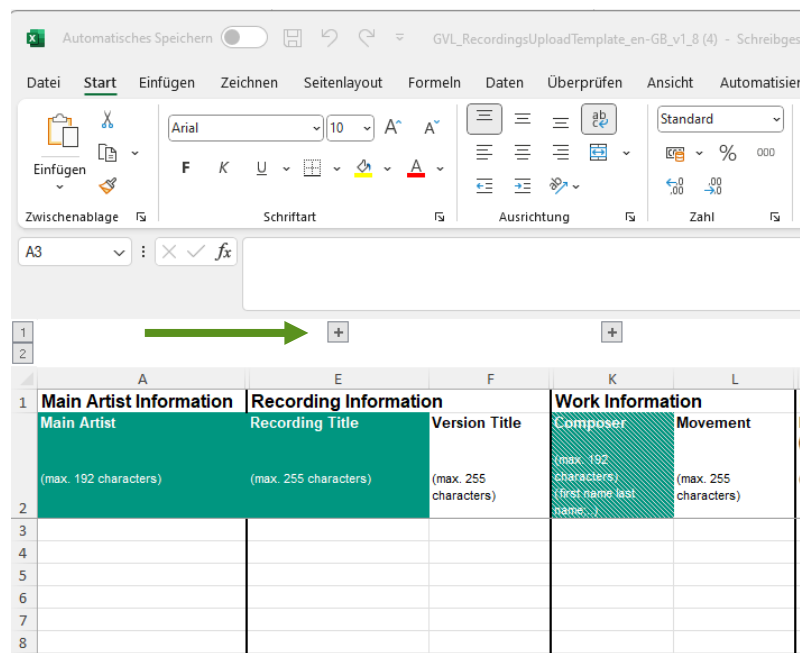 Automatisches Speichern
GVL_RecordingsUploadTemplate_en-GB_v1_8 (4) - Schreibges
Datei Start Einfügen Zeichnen Seitenlayout Formeln Daten Überprüfen Ansicht Automatisier
Arial 10 A A ab Standard
Einfügen F K U A % 000
Zwischenablage Schriftart Ausrichtung Zahl
A3 fx
1 + +
2
A E F K L
1 Main Artist Information Recording Information Work Information
Main Artist Recording Title Version Title Composer Movement
(max. 192 characters) (max. 255 characters) (max. 255 characters) (max. 192 characters) (first name last name;..) (max. 255 characters)
2
3
4
5
6
7
8